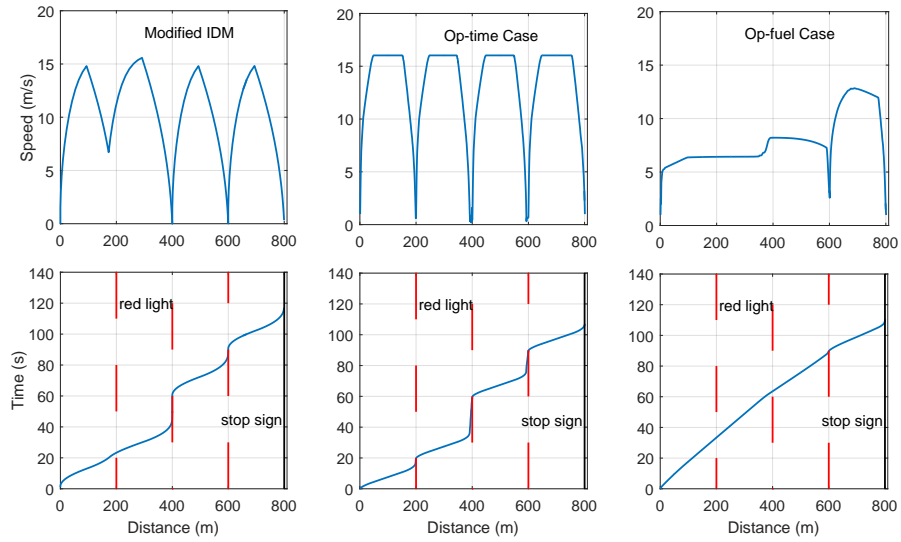 Modified IDM
Speed (m/s)
20
15
10
5
0
0 200 400 600 800
Op-time Case
20
15
10
5
0
0 200 400 600 800
Op-fuel Case
20
15
10
5
0
0 200 400 600 800
Time (s)
140
120
100
80
60
40
20
0
red light
stop sign
0 200 400 600 800
Distance (m)
140
120
100
80
60
40
20
0
red light
stop sign
0 200 400 600 800
Distance (m)
140
120
100
80
60
40
20
0
red light
stop sign
0 200 400 600 800
Distance (m)